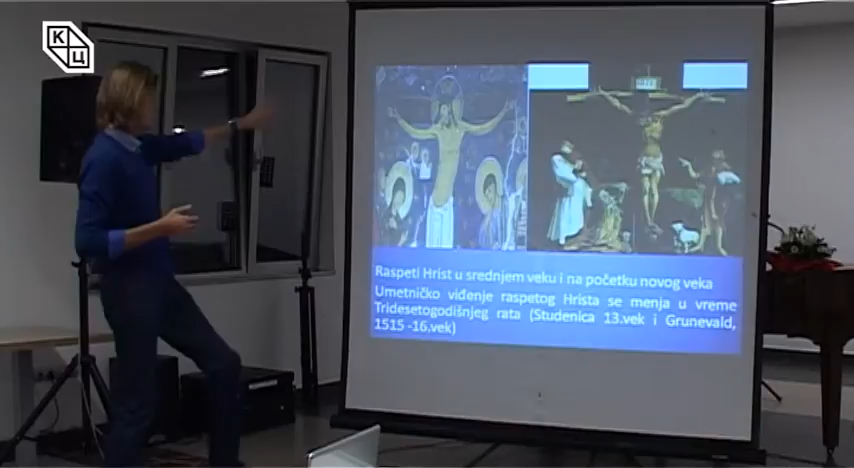 К
Ц
Raspeti Hrist u srednjem veku i na početku novog veka
Umetničko viđenje raspetog Hrista se menja u vreme
Tridesetogodišnjeg rata (Studenica 13.vek i Grunevald,
1515 -16.vek)